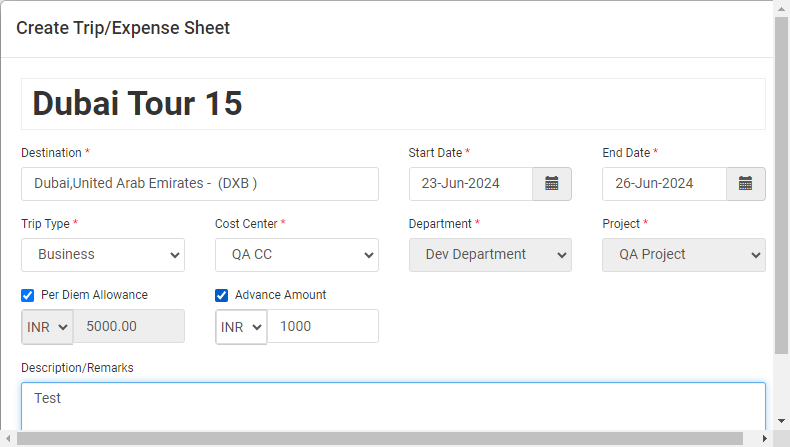 Create Trip/Expense Sheet
Dubai Tour 15
Destination * Start Date * End Date *
Dubai,United Arab Emirates - (DXB ) 23-Jun-2024 26-Jun-2024
Trip Type * Cost Center * Department * Project *
Business QA CC Dev Department QA Project
Per Diem Allowance Advance Amount
INR 5000.00 INR 1000
Description/Remarks
Test